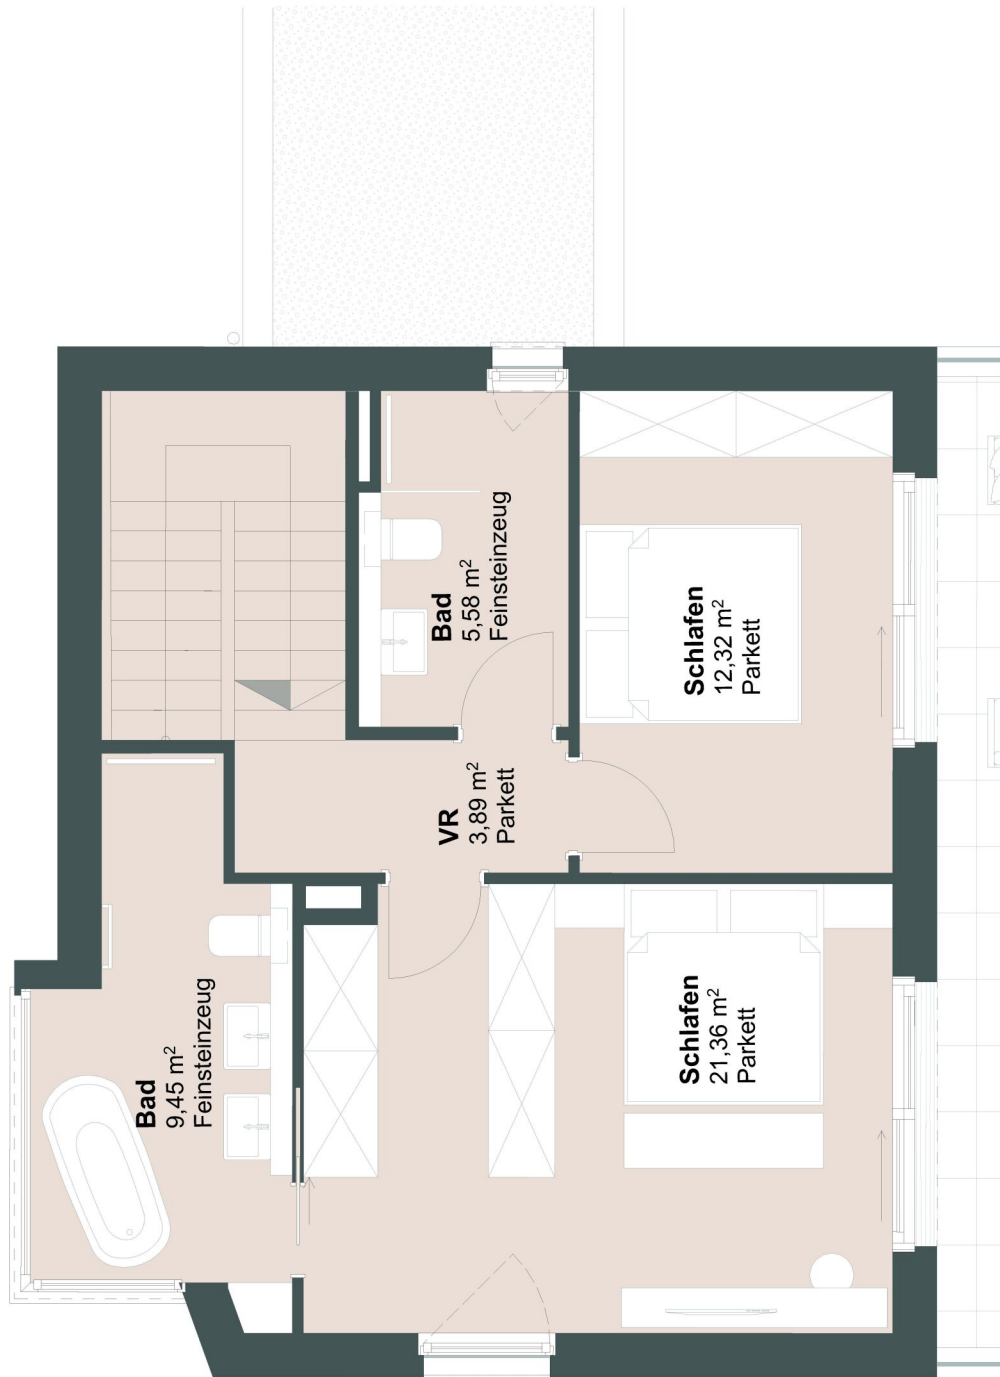 Bad
5,58 m²
Feinsteinzeug
Schlafen
12,32 m²
Parkett
VR
3,89 m²
Parkett
Bad
9,45 m²
Feinsteinzeug
Schlafen
21,36 m²
Parkett